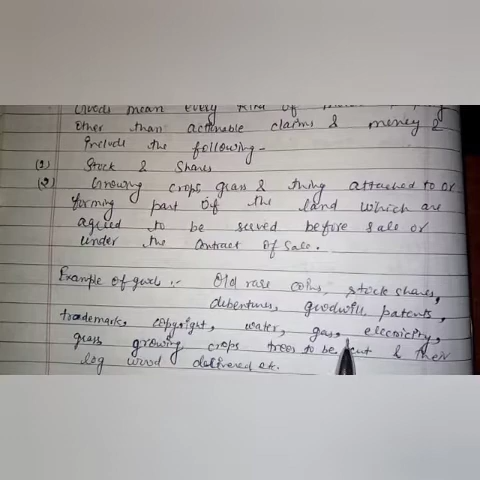 Goods mean every kind of
other than actionable claims & money &
include the following -
(1) Stock & Shares
(2) Growing crops grass & thing attached to or
forming part of the land which are
agreed to be served before sale or
under the contract of sale.
Example of good :- Old rare coins, stock shares,
debentures, goodwill, patents,
trademarks, copyright, water, gas, electricity,
grass growing crops trees to be cut & their
log wood delivered etc.